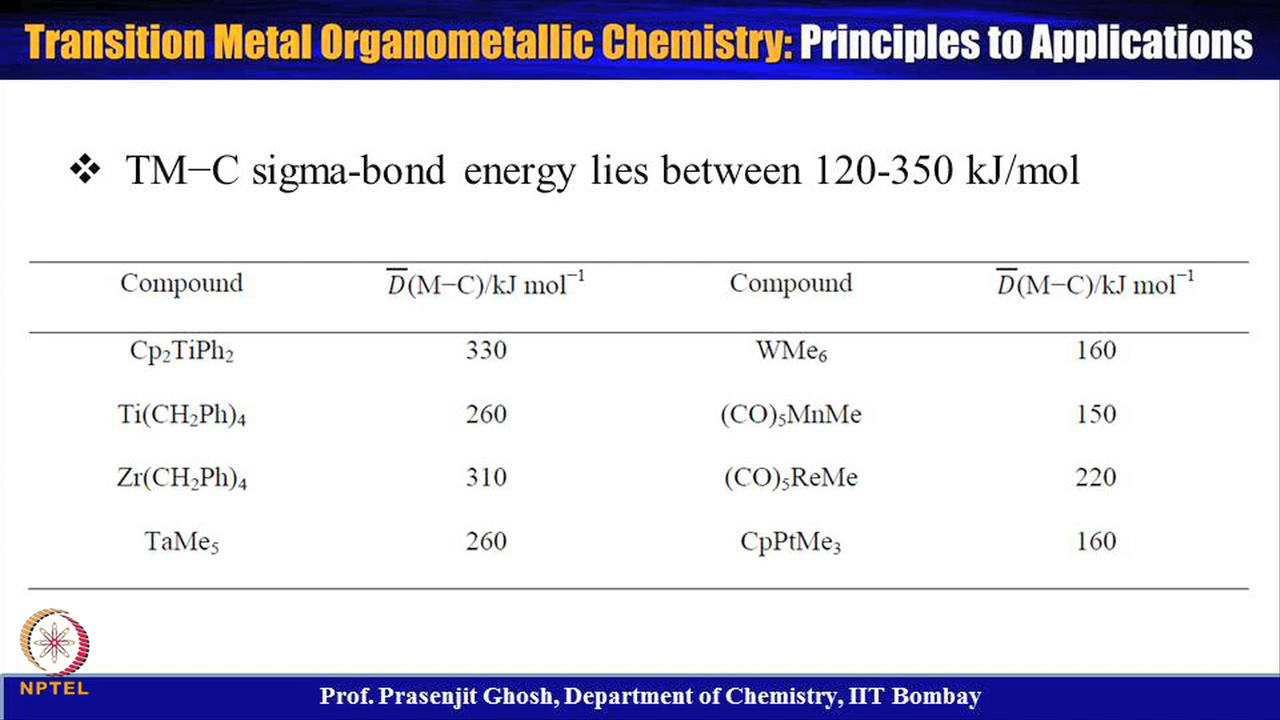 Transition Metal Organometallic Chemistry: Principles to Applications
❖ TM−C sigma-bond energy lies between 120-350 kJ/mol
Compound D̅(M−C)/kJ mol⁻¹ Compound D̅(M−C)/kJ mol⁻¹
Cp₂TiPh₂ 330 WMe₆ 160
Ti(CH₂Ph)₄ 260 (CO)₅MnMe 150
Zr(CH₂Ph)₄ 310 (CO)₅ReMe 220
TaMe₅ 260 CpPtMe₃ 160
NPTEL
Prof. Prasenjit Ghosh, Department of Chemistry, IIT Bombay